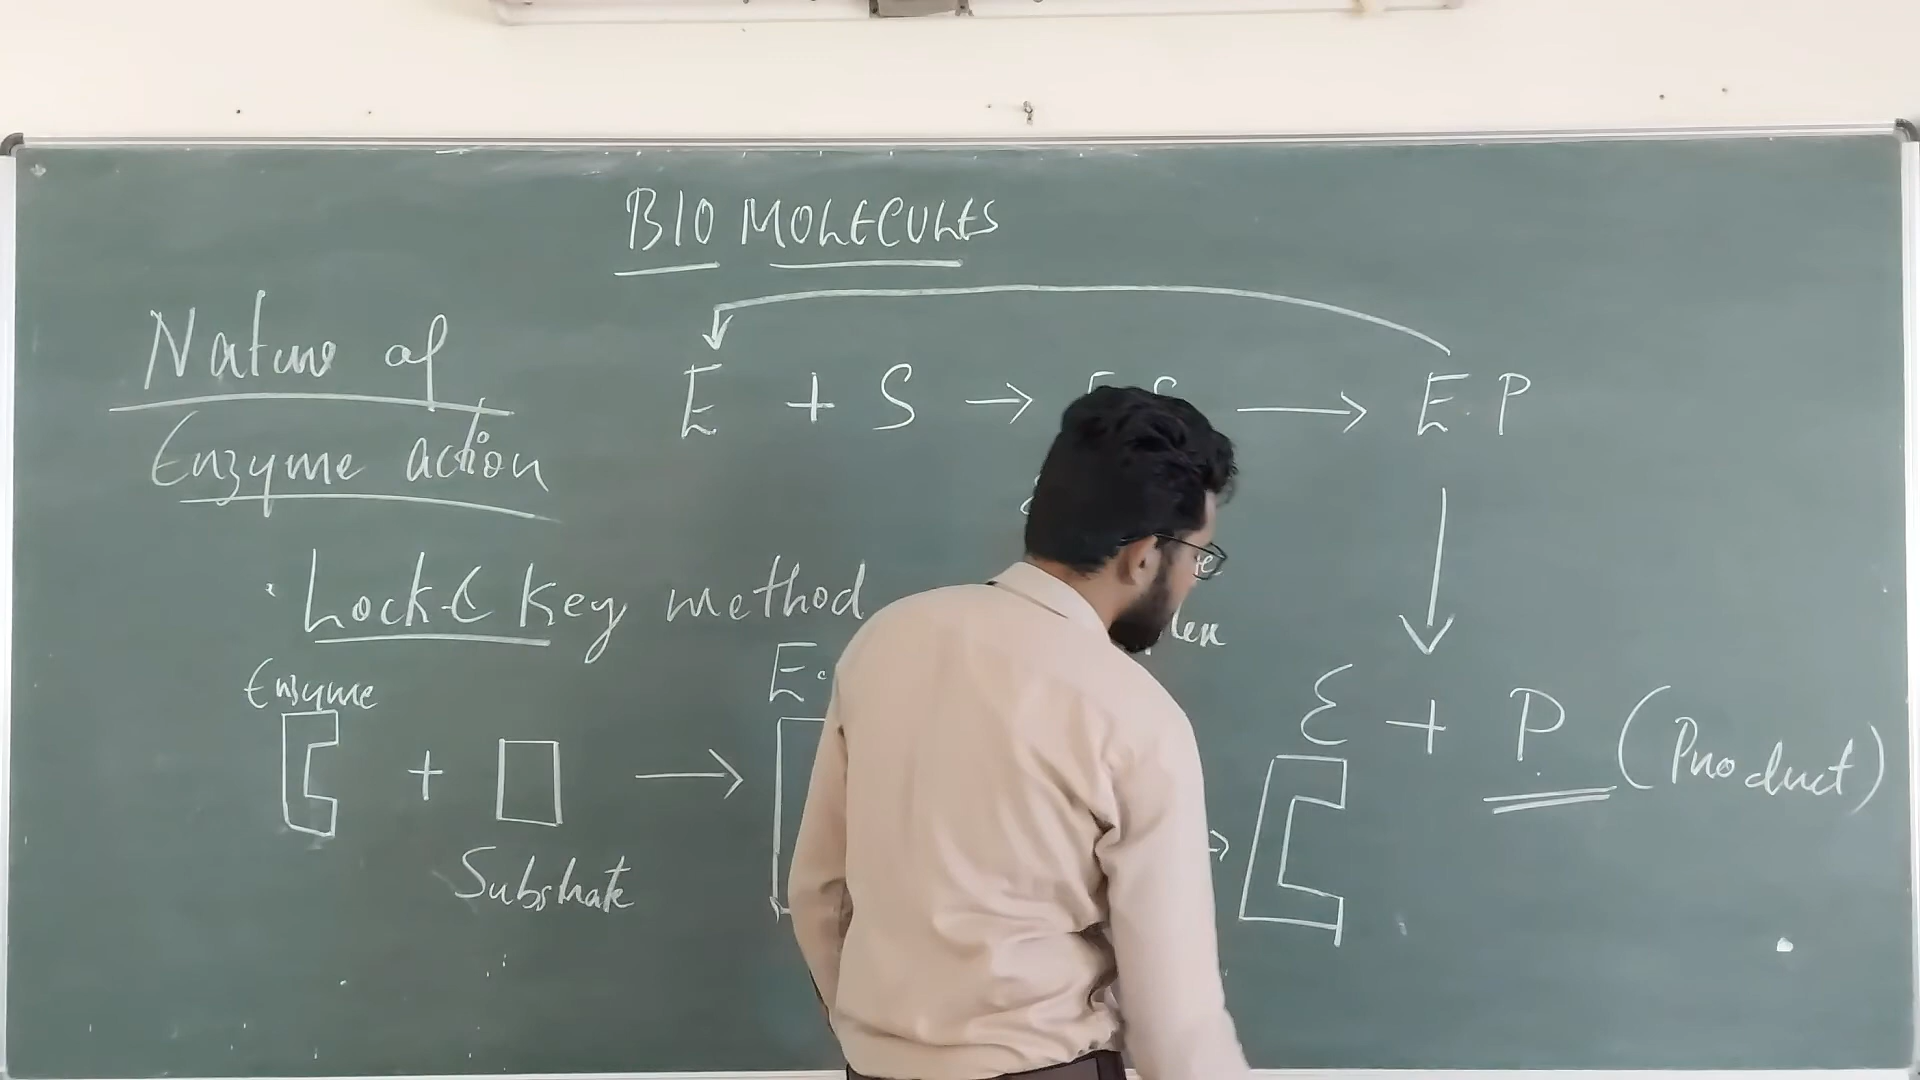 BIO MOLECULES
Nature of
Enzyme action
E + S → → E.P
Lock & Key method
E + P (Product)
Enzyme
+ →
Substrate